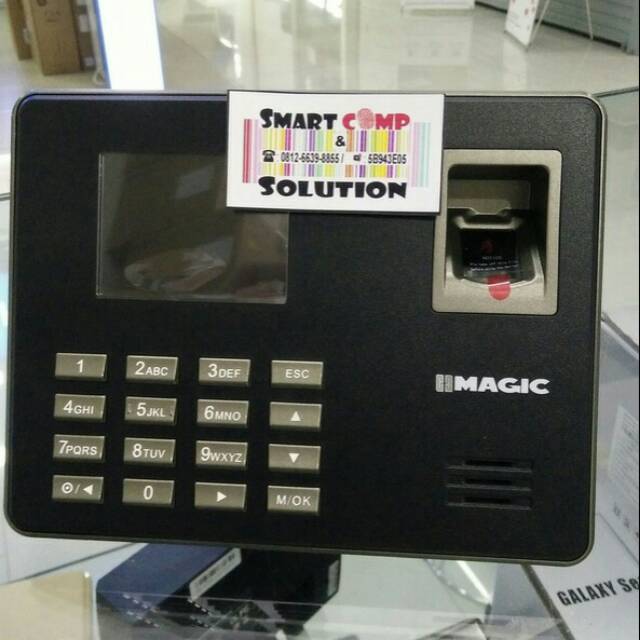 SMART COMP
&
0812-6639-8855 / 5B943E05
SOLUTION
MAGIC
1 2ABC 3DEF ESC
4GHI 5JKL 6MNO ▲
7PQRS 8TUV 9WXYZ ▼
⊙/◀ 0 ▶ M/OK
GALAXY